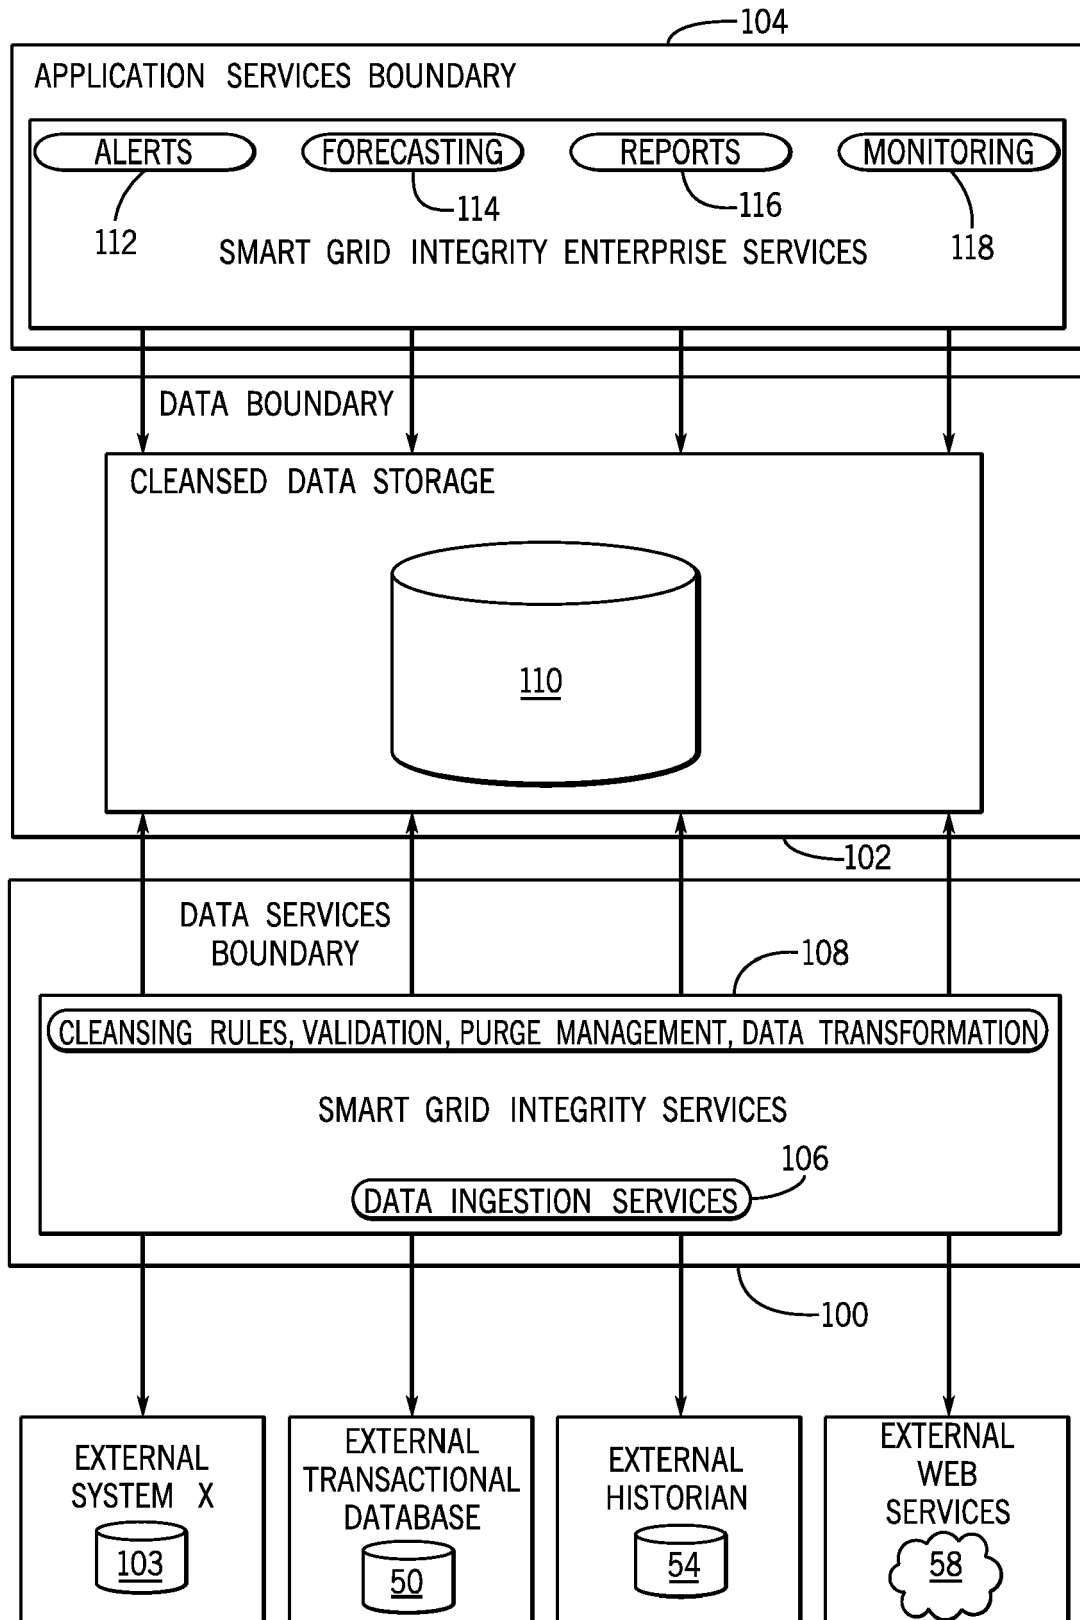 104
APPLICATION SERVICES BOUNDARY
ALERTS
FORECASTING
REPORTS
MONITORING
112
114
116
118
SMART GRID INTEGRITY ENTERPRISE SERVICES
DATA BOUNDARY
CLEANSED DATA STORAGE
110
102
DATA SERVICES
BOUNDARY
108
CLEANSING RULES, VALIDATION, PURGE MANAGEMENT, DATA TRANSFORMATION
SMART GRID INTEGRITY SERVICES
106
DATA INGESTION SERVICES
100
EXTERNAL
SYSTEM X
103
EXTERNAL
TRANSACTIONAL
DATABASE
50
EXTERNAL
HISTORIAN
54
EXTERNAL
WEB
SERVICES
58